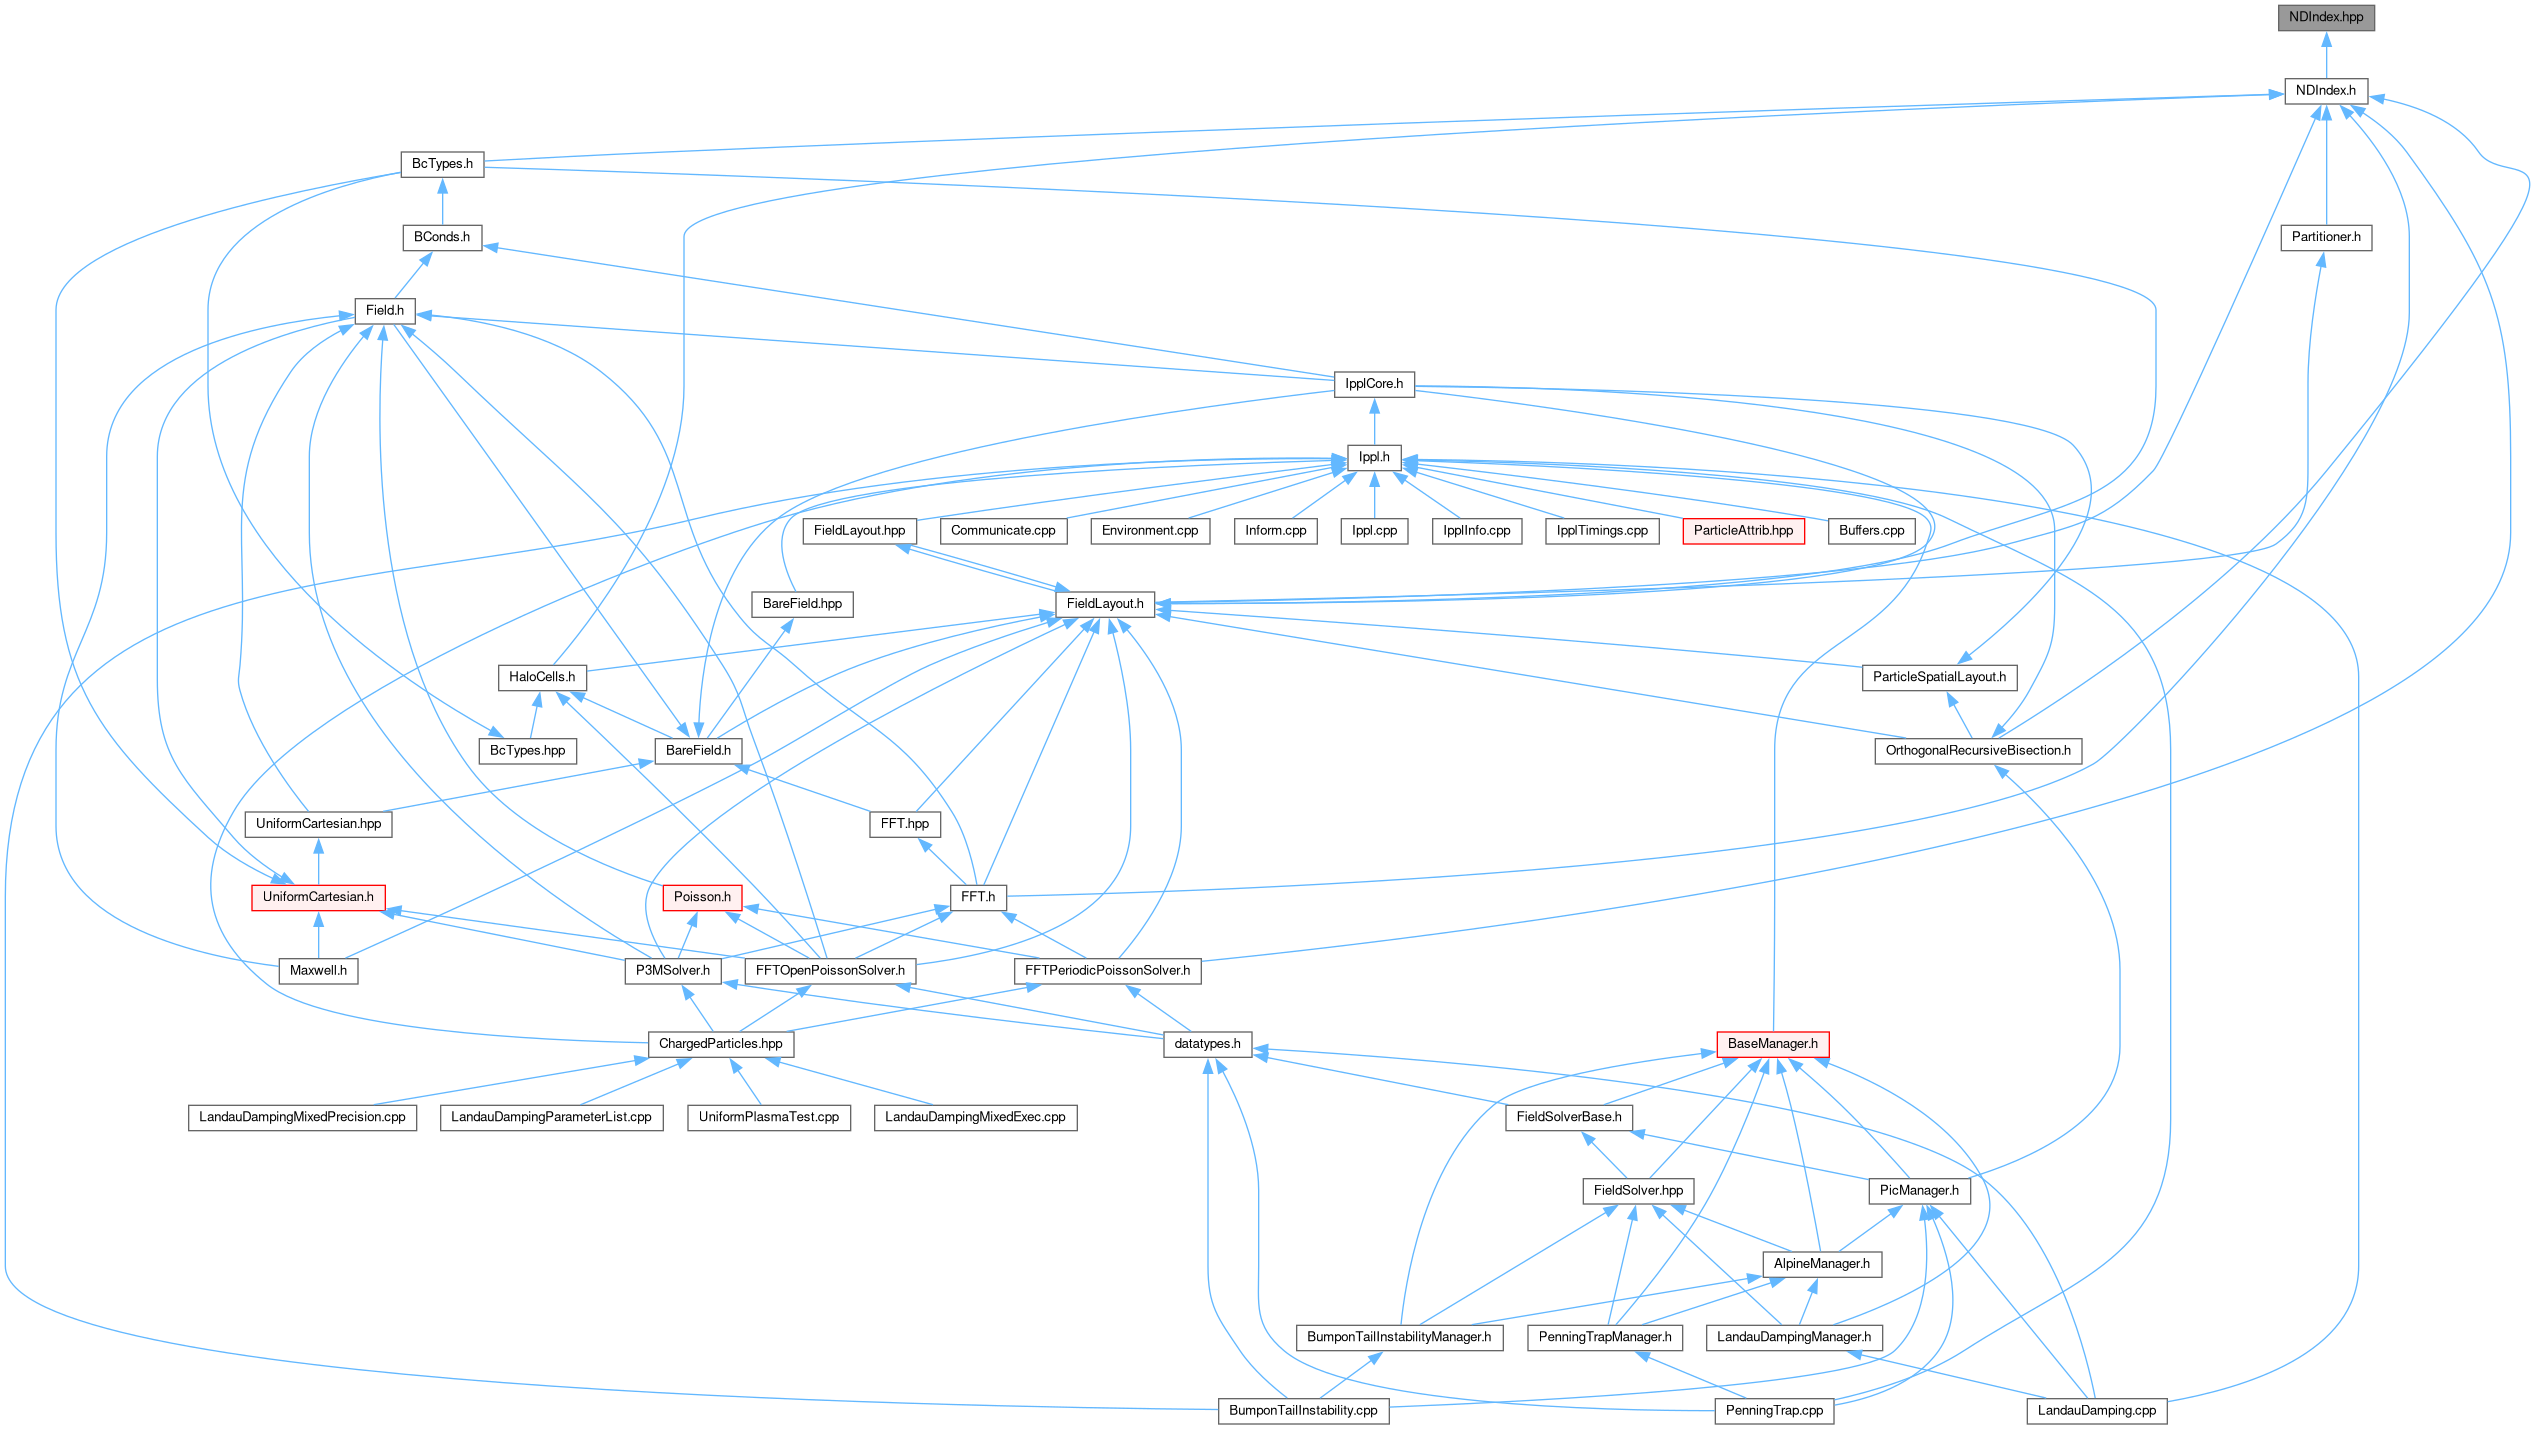 NDIndex.hpp
NDIndex.h
BcTypes.h
BConds.h
Partitioner.h
Field.h
IpplCore.h
Ippl.h
FieldLayout.hpp
Communicate.cpp
Environment.cpp
Inform.cpp
Ippl.cpp
IpplInfo.cpp
IpplTimings.cpp
ParticleAttrib.hpp
Buffers.cpp
BareField.hpp
FieldLayout.h
HaloCells.h
ParticleSpatialLayout.h
BcTypes.hpp
BareField.h
OrthogonalRecursiveBisection.h
UniformCartesian.hpp
FFT.hpp
UniformCartesian.h
Poisson.h
FFT.h
Maxwell.h
P3MSolver.h
FFTOpenPoissonSolver.h
FFTPeriodicPoissonSolver.h
ChargedParticles.hpp
datatypes.h
BaseManager.h
LandauDampingMixedPrecision.cpp
LandauDampingParameterList.cpp
UniformPlasmaTest.cpp
LandauDampingMixedExec.cpp
FieldSolverBase.h
FieldSolver.hpp
PicManager.h
AlpineManager.h
BumponTailInstabilityManager.h
PenningTrapManager.h
LandauDampingManager.h
BumponTailInstability.cpp
PenningTrap.cpp
LandauDamping.cpp